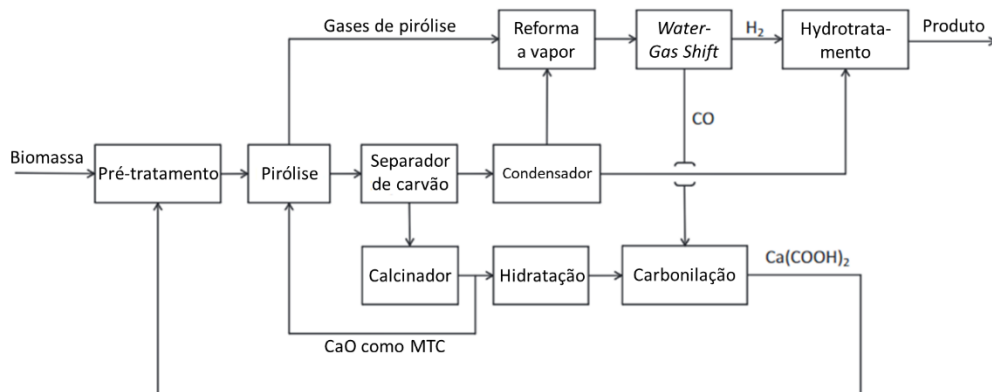 Gases de pirólise
Reforma
a vapor
Water-
Gas Shift
H₂
Hydrotrata-
mento
Produto
CO
Biomassa
Pré-tratamento
Pirólise
Separador
de carvão
Condensador
Calcinador
Hidratação
Carbonilação
Ca(COOH)₂
CaO como MTC